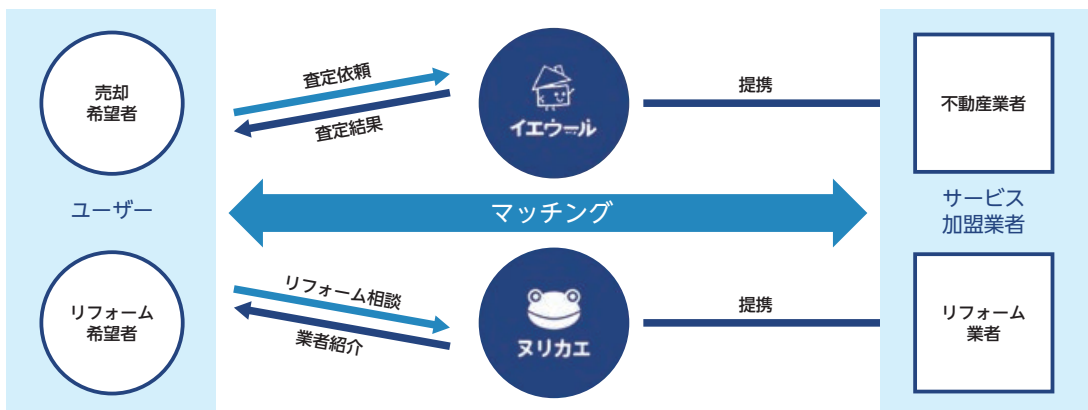 売却
希望者
査定依頼
査定結果
イエウール
提携
不動産業者
ユーザー
マッチング
サービス
加盟業者
リフォーム
希望者
リフォーム相談
業者紹介
ヌリカエ
提携
リフォーム
業者